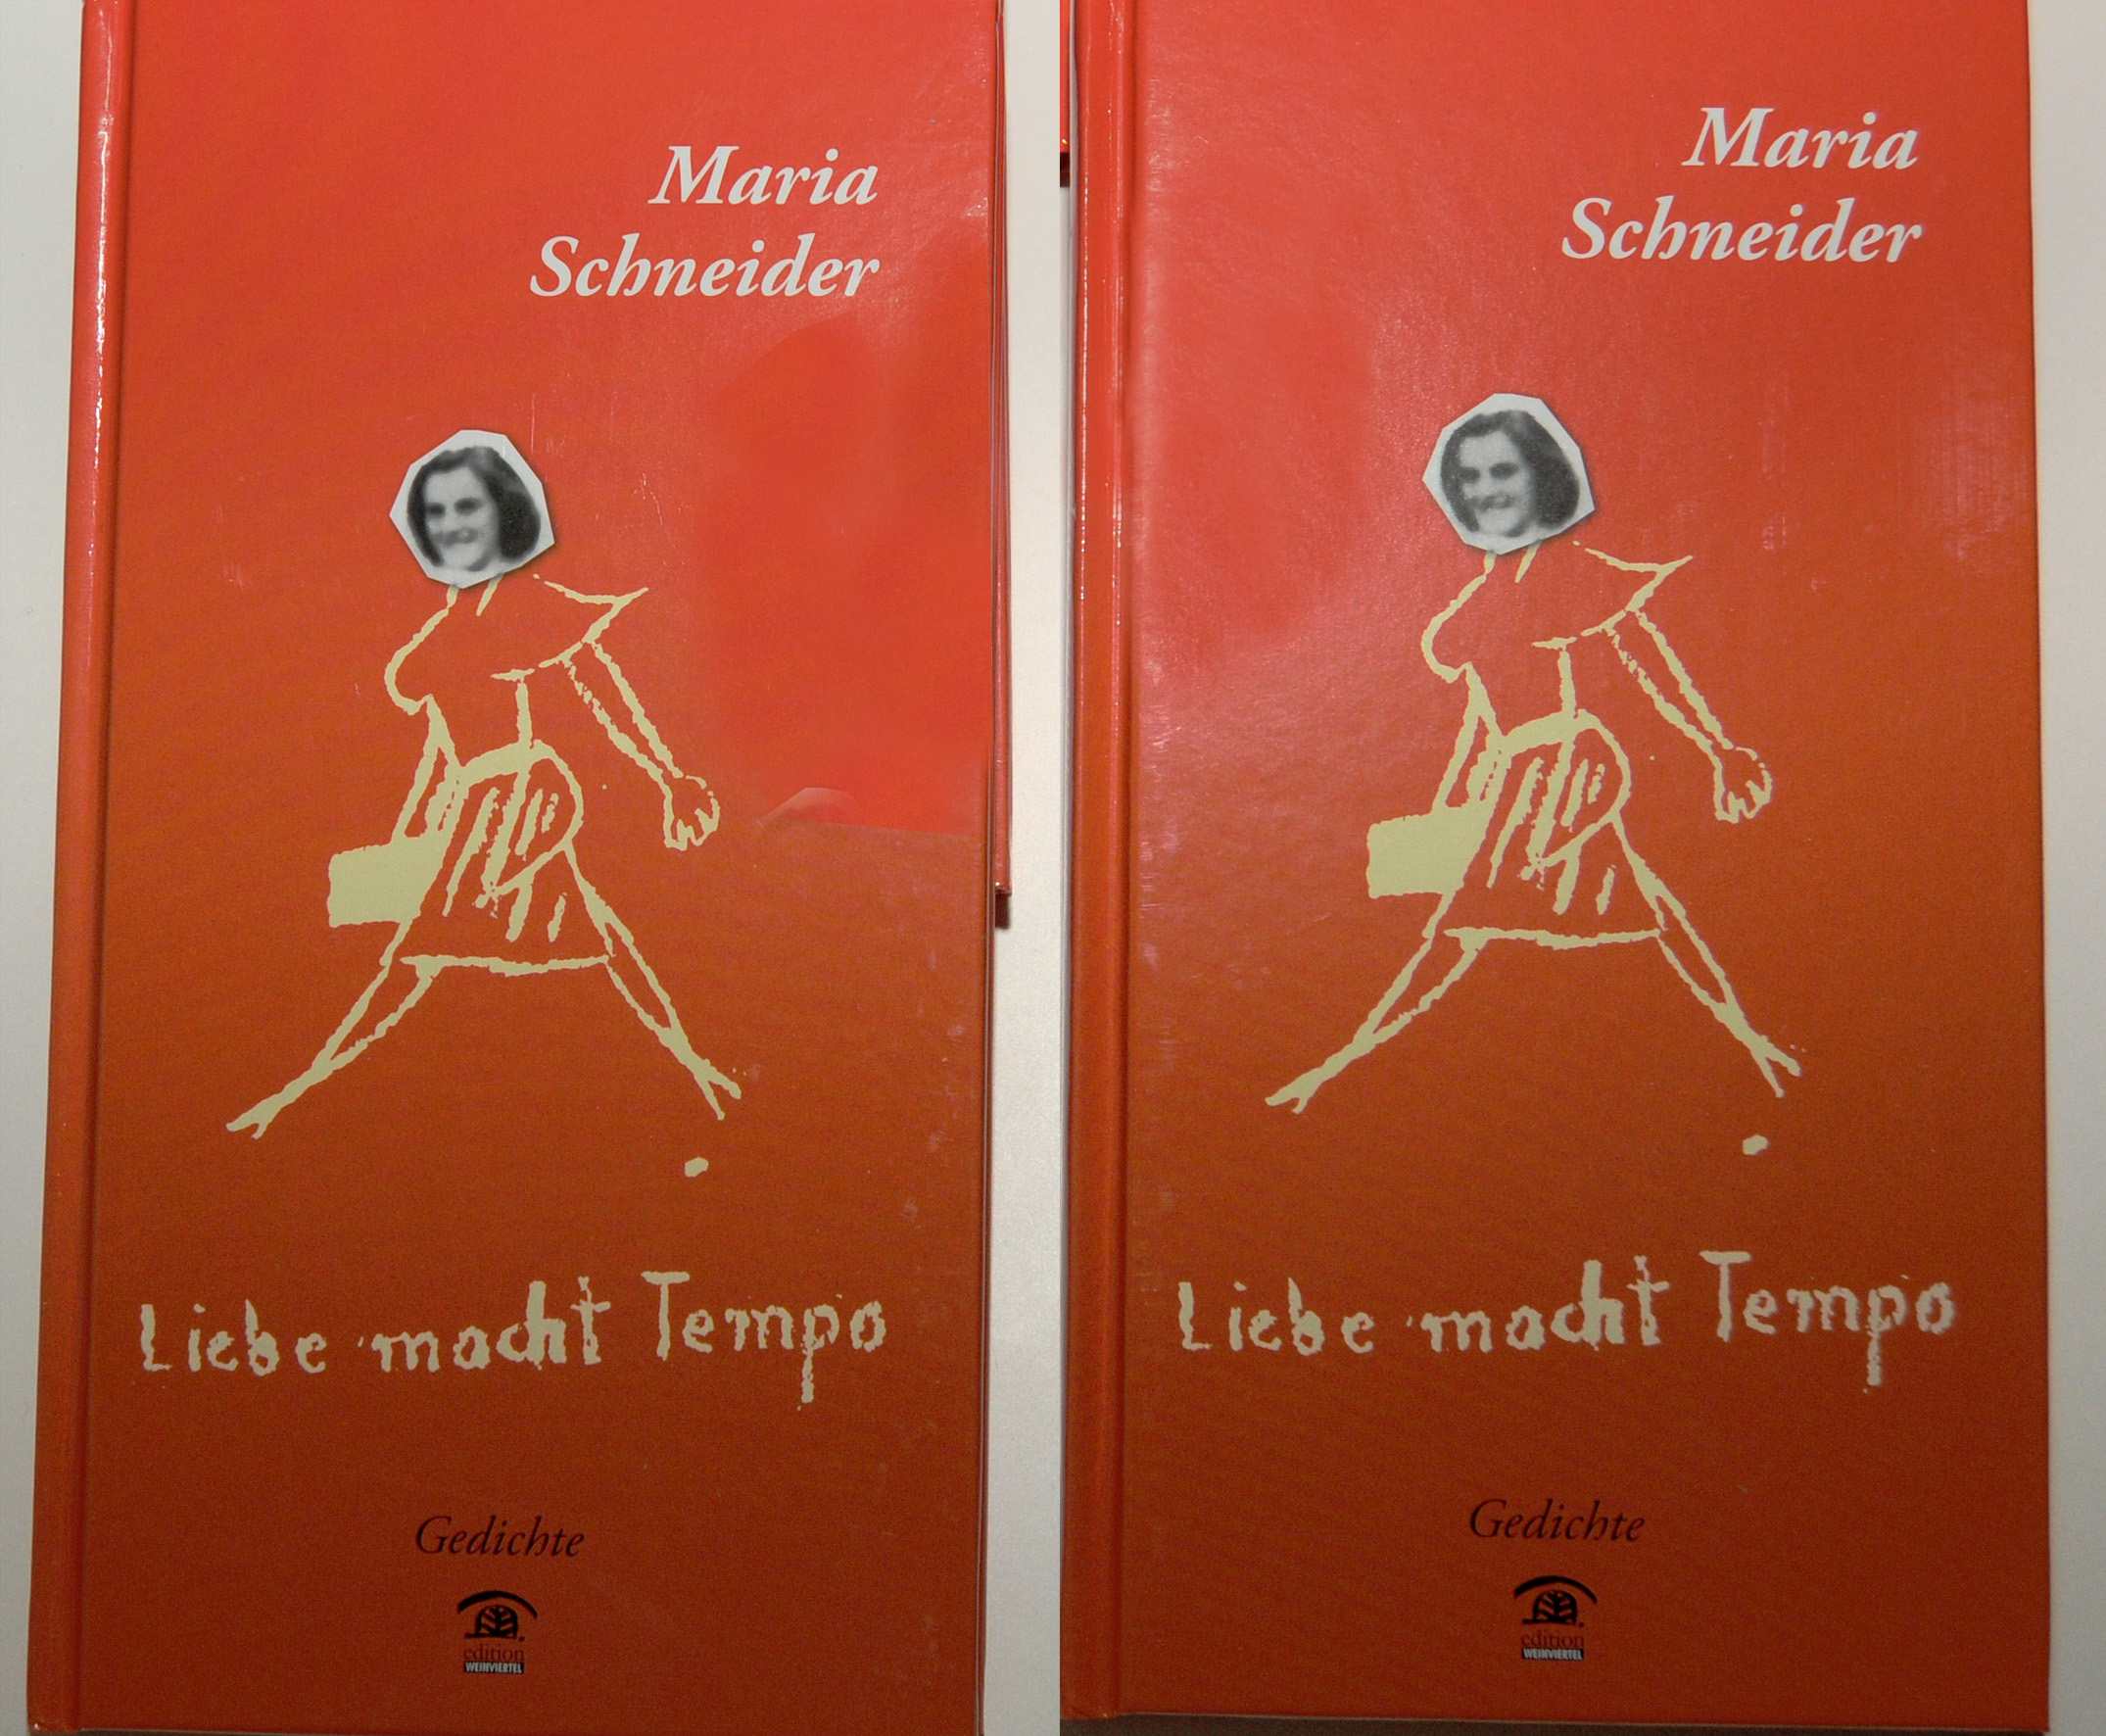 Maria
Schneider
Liebe macht Tempo
Gedichte
edition
WEINVIERTEL
Maria
Schneider
Liebe macht Tempo
Gedichte
edition
WEINVIERTEL